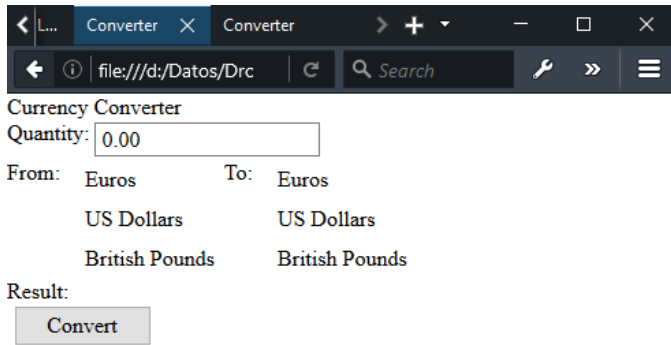 L... Converter Converter
file:///d:/Datos/Drc Search
Currency Converter
Quantity: 0.00
From: Euros To: Euros
US Dollars US Dollars
British Pounds British Pounds
Result:
Convert